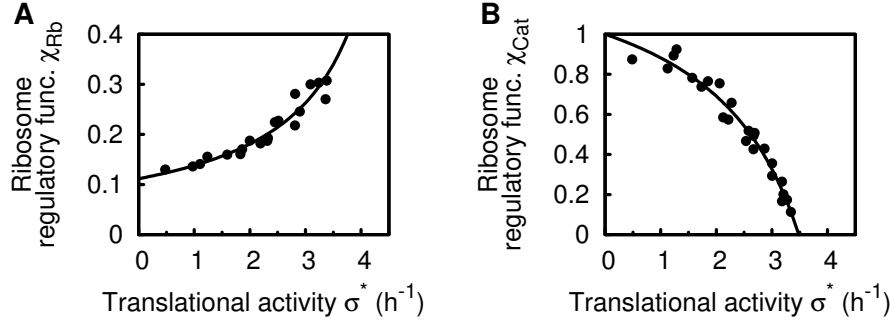 A
Ribosome
regulatory func. χRb
0.4
0.3
0.2
0.1
0
0 1 2 3 4
Translational activity σ* (h-1)
B
Ribosome
regulatory func. χCat
1
0.8
0.6
0.4
0.2
0
0 1 2 3 4
Translational activity σ* (h-1)